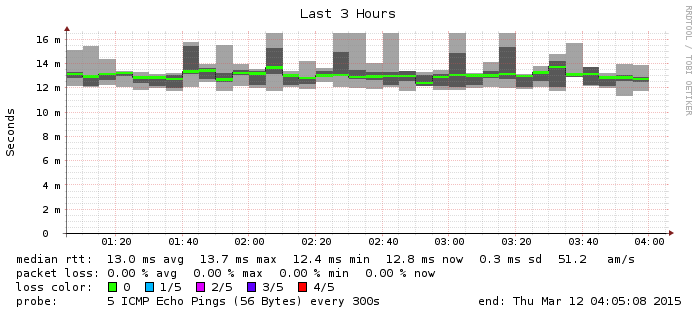 Last 3 Hours
RRDTOOL / TOBI OETIKER
Seconds
16 m
14 m
12 m
10 m
8 m
6 m
4 m
2 m
0
01:20 01:40 02:00 02:20 02:40 03:00 03:20 03:40 04:00
median rtt: 13.0 ms avg 13.7 ms max 12.4 ms min 12.8 ms now 0.3 ms sd 51.2 am/s
packet loss: 0.00 % avg 0.00 % max 0.00 % min 0.00 % now
loss color: 0 1/5 2/5 3/5 4/5
probe: 5 ICMP Echo Pings (56 Bytes) every 300s end: Thu Mar 12 04:05:08 2015